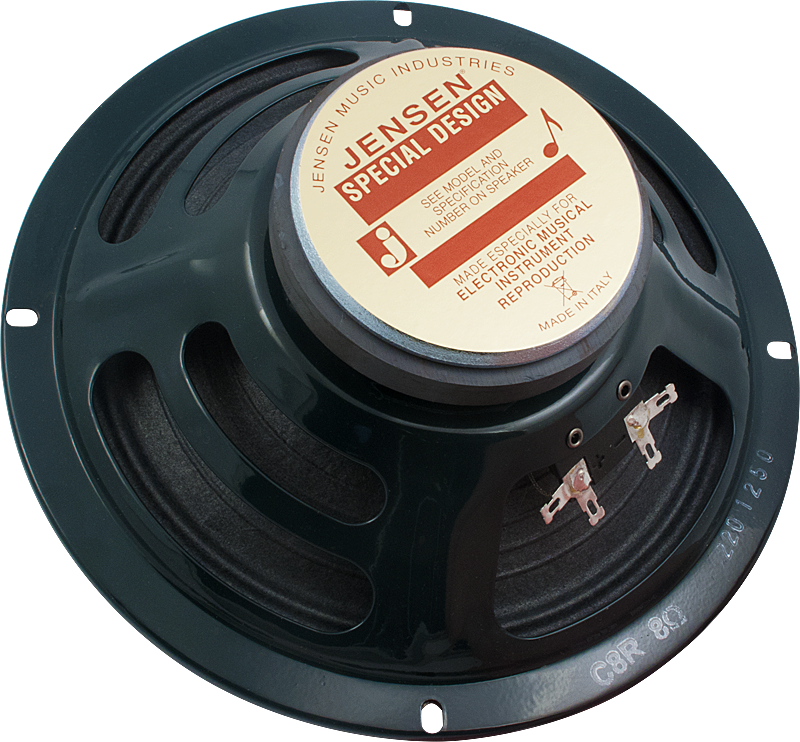 JENSEN MUSIC INDUSTRIES
JENSEN®
SPECIAL DESIGN
SEE MODEL AND
SPECIFICATION
NUMBER ON SPEAKER
j
MADE ESPECIALLY FOR
ELECTRONIC MUSICAL
INSTRUMENT
REPRODUCTION
MADE IN ITALY
+
-
2201250
C8R 8Ω